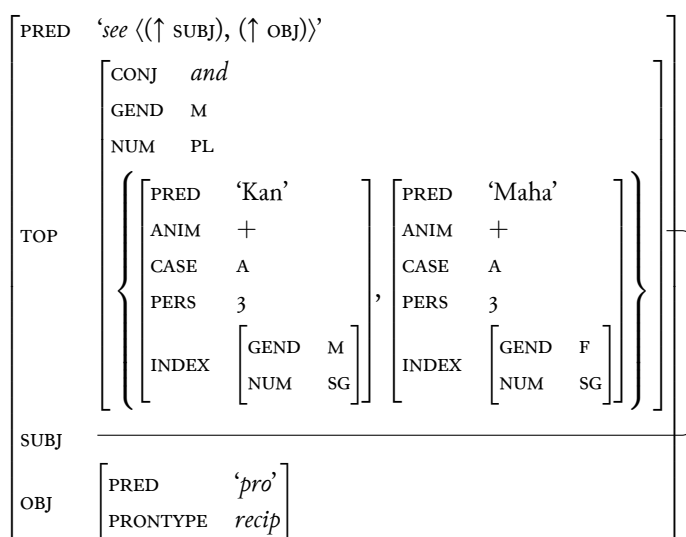 PRED ‘see ⟨(↑ SUBJ), (↑ OBJ)⟩’
CONJ and
GEND M
NUM PL
PRED ‘Kan’ PRED ‘Maha’
TOP ANIM + ANIM +
CASE A CASE A
PERS 3 , PERS 3
GEND M GEND F
INDEX INDEX
NUM SG NUM SG
SUBJ
PRED ‘pro’
OBJ
PRONTYPE recip